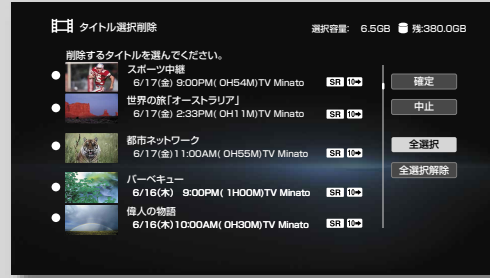 タイトル選択削除
選択容量: 6.5GB 残:380.0GB
削除するタイトルを選んでください。
スポーツ中継
6/17(金) 9:00PM( 0H54M)TV Minato SR 10➡
世界の旅「オーストラリア」
6/17(金) 2:33PM( 0H11M)TV Minato SR 10➡
都市ネットワーク
6/17(金)11:00AM( 0H55M)TV Minato SR 10➡
バーベキュー
6/16(木) 9:00PM( 1H00M)TV Minato SR 10➡
偉人の物語
6/16(木)10:00AM( 0H30M)TV Minato SR 10➡
確定
中止
全選択
全選択解除